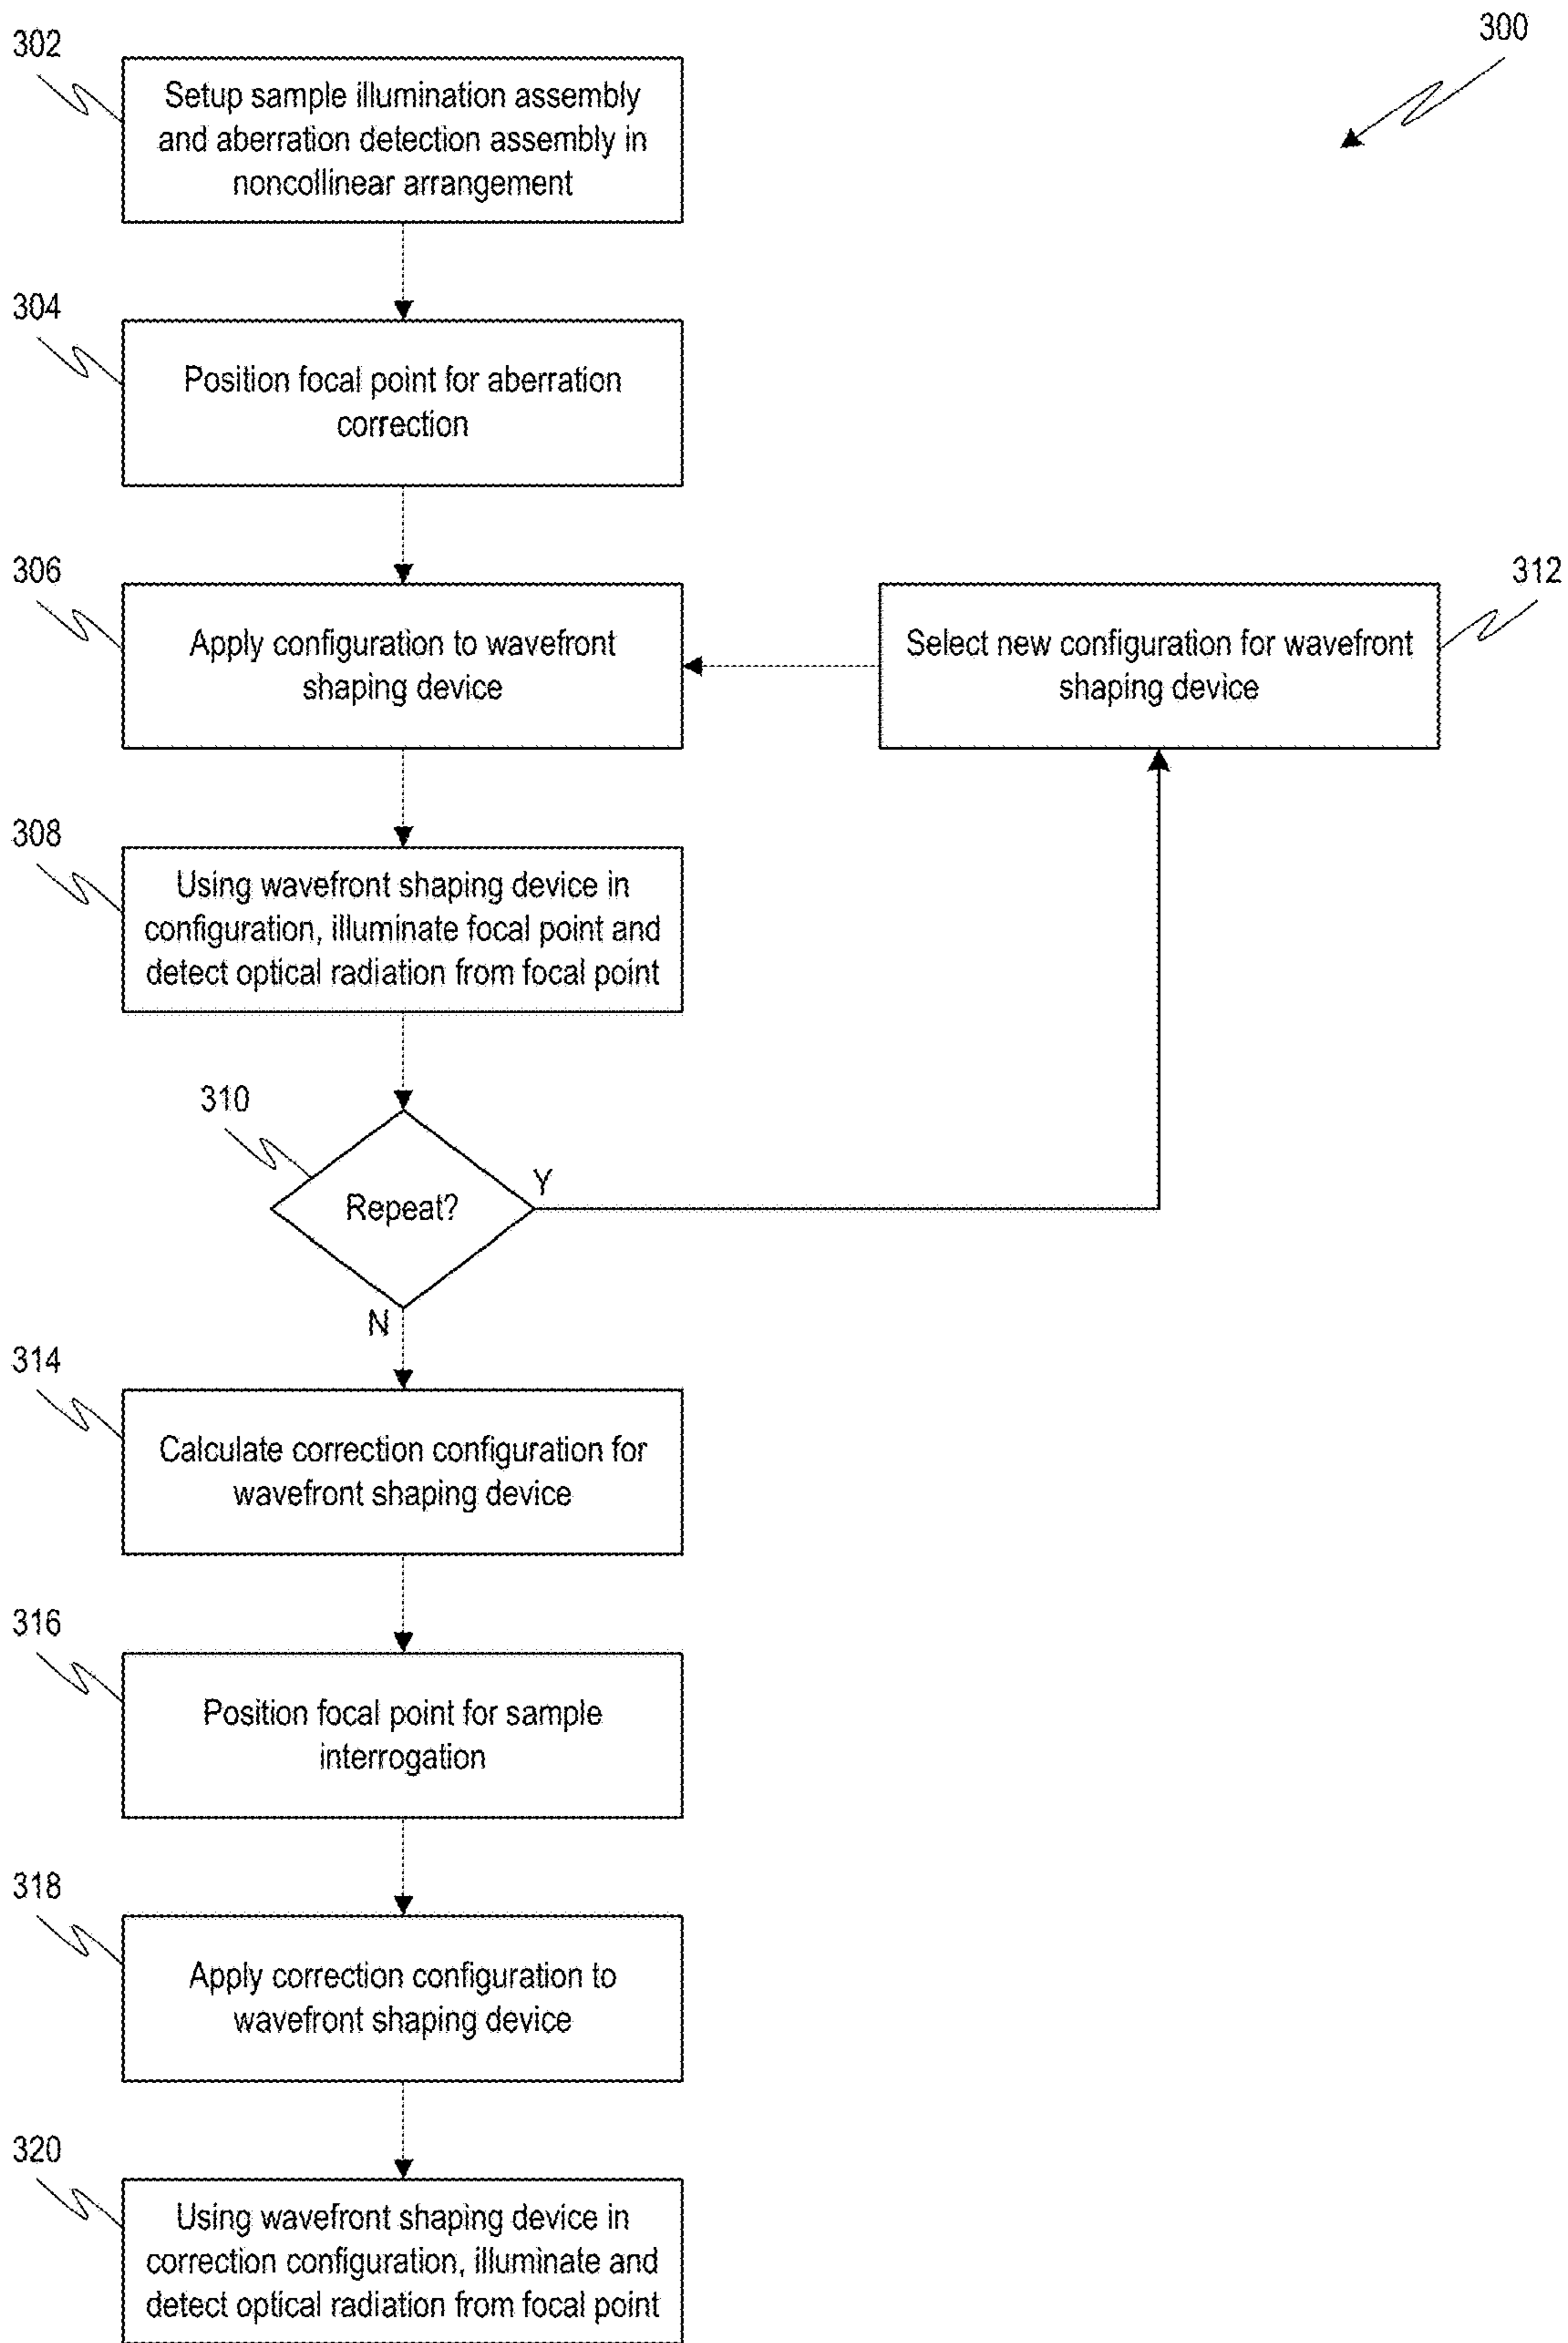 300
302
Setup sample illumination assembly
and aberration detection assembly in
noncollinear arrangement
304
Position focal point for aberration
correction
306
Apply configuration to wavefront
shaping device
312
Select new configuration for wavefront
shaping device
308
Using wavefront shaping device in
configuration, illuminate focal point and
detect optical radiation from focal point
310
Repeat?
Y
N
314
Calculate correction configuration for
wavefront shaping device
316
Position focal point for sample
interrogation
318
Apply correction configuration to
wavefront shaping device
320
Using wavefront shaping device in
correction configuration, illuminate and
detect optical radiation from focal point